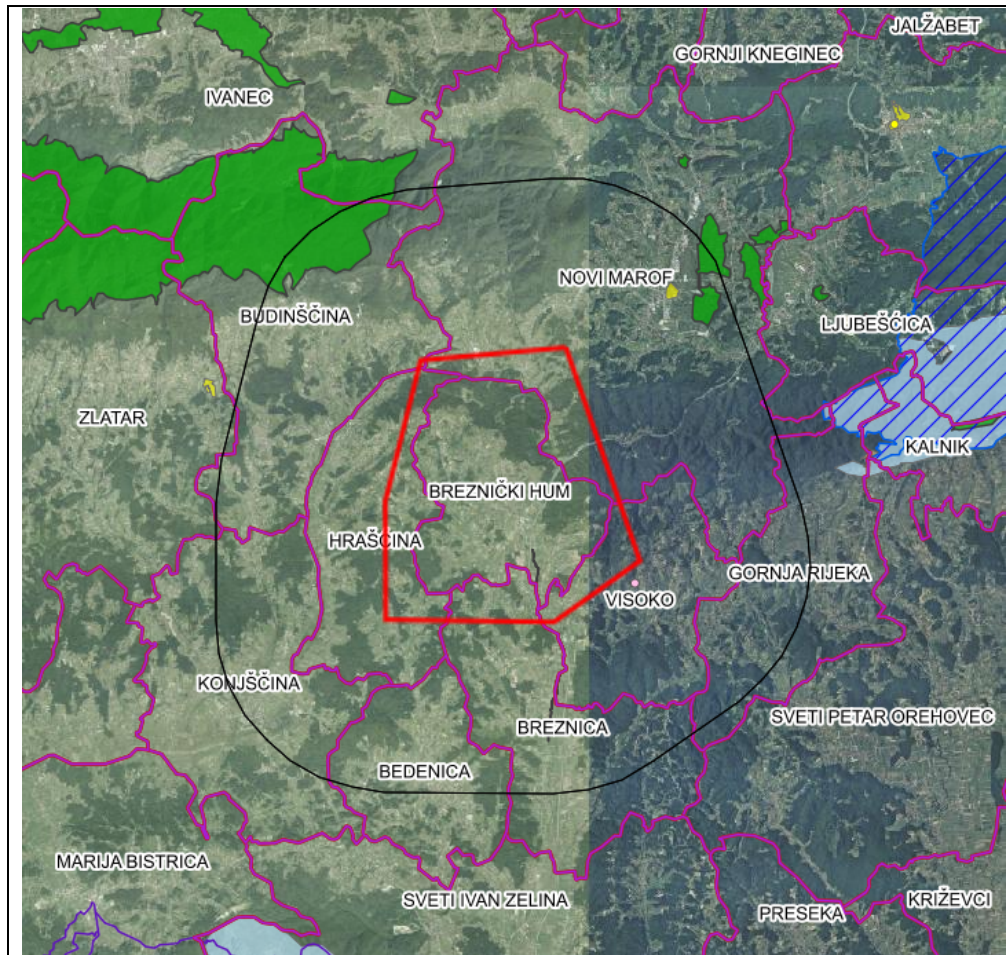 JALŽABET
GORNJI KNEGINEC
IVANEC
NOVI MAROF
BUDINŠČINA
LJUBEŠĆICA
ZLATAR
KALNIK
BREZNIČKI HUM
HRAŠĆINA
GORNJA RIJEKA
VISOKO
KONJŠČINA
SVETI PETAR OREHOVEC
BREZNICA
BEDENICA
MARIJA BISTRICA
SVETI IVAN ZELINA
KRIŽEVCI
PRESEKA